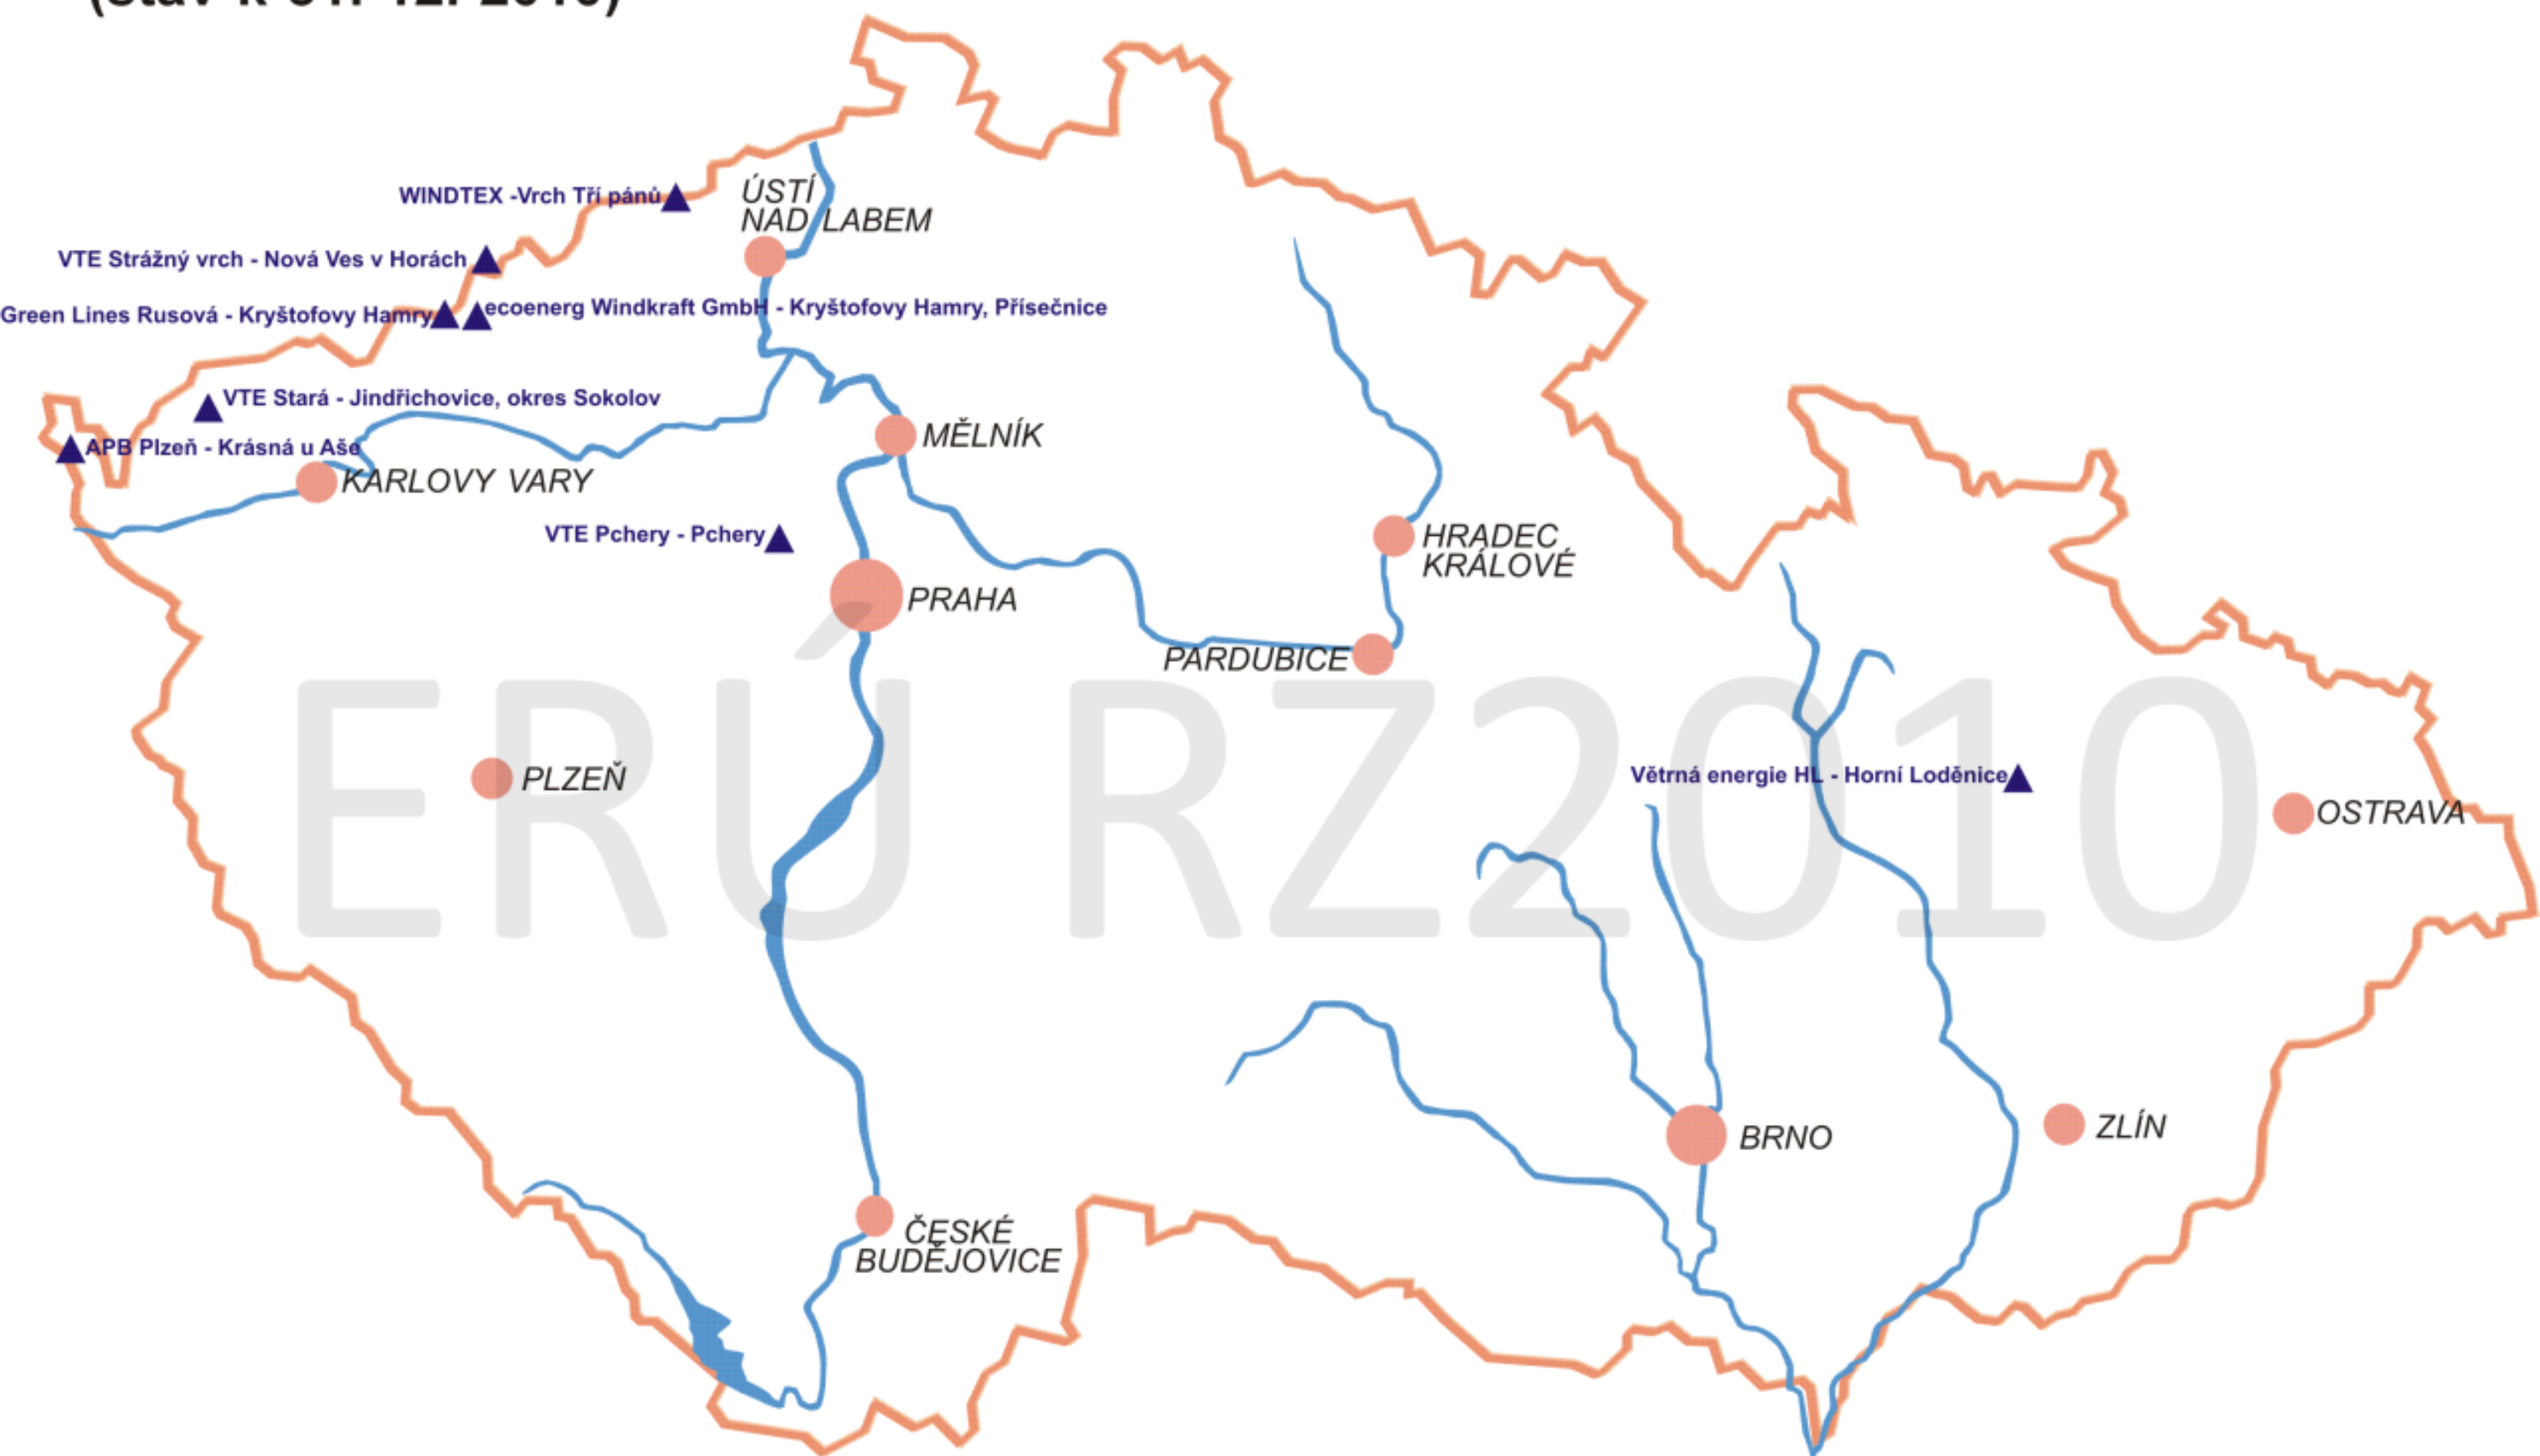 WINDTEX -Vrch Tří pánů
ÚSTÍ
NAD LABEM
VTE Strážný vrch - Nová Ves v Horách
Green Lines Rusová - Kryštofovy Hamry
ecoenerg Windkraft GmbH - Kryštofovy Hamry, Přísečnice
VTE Stará - Jindřichovice, okres Sokolov
APB Plzeň - Krásná u Aše
KARLOVY VARY
MĚLNÍK
VTE Pchery - Pchery
HRADEC
KRÁLOVÉ
PRAHA
PARDUBICE
ERÚ RZ2010
PLZEŇ
Větrná energie HL - Horní Loděnice
OSTRAVA
BRNO
ZLÍN
ČESKÉ
BUDĚJOVICE